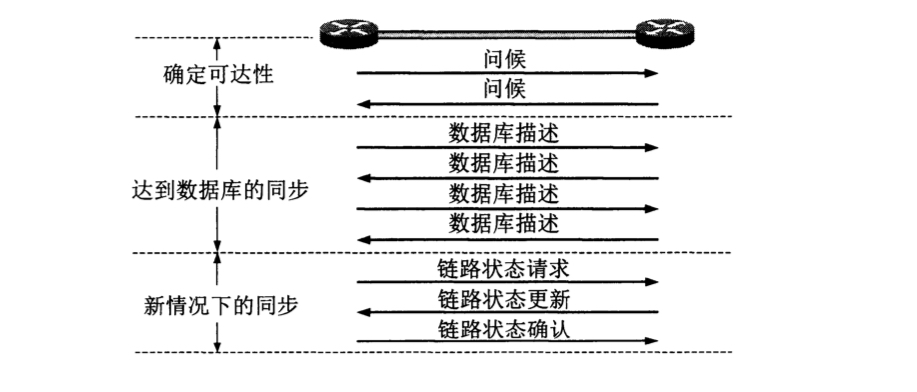 问候
确定可达性
问候
数据库描述
数据库描述
达到数据库的同步
数据库描述
数据库描述
链路状态请求
新情况下的同步
链路状态更新
链路状态确认